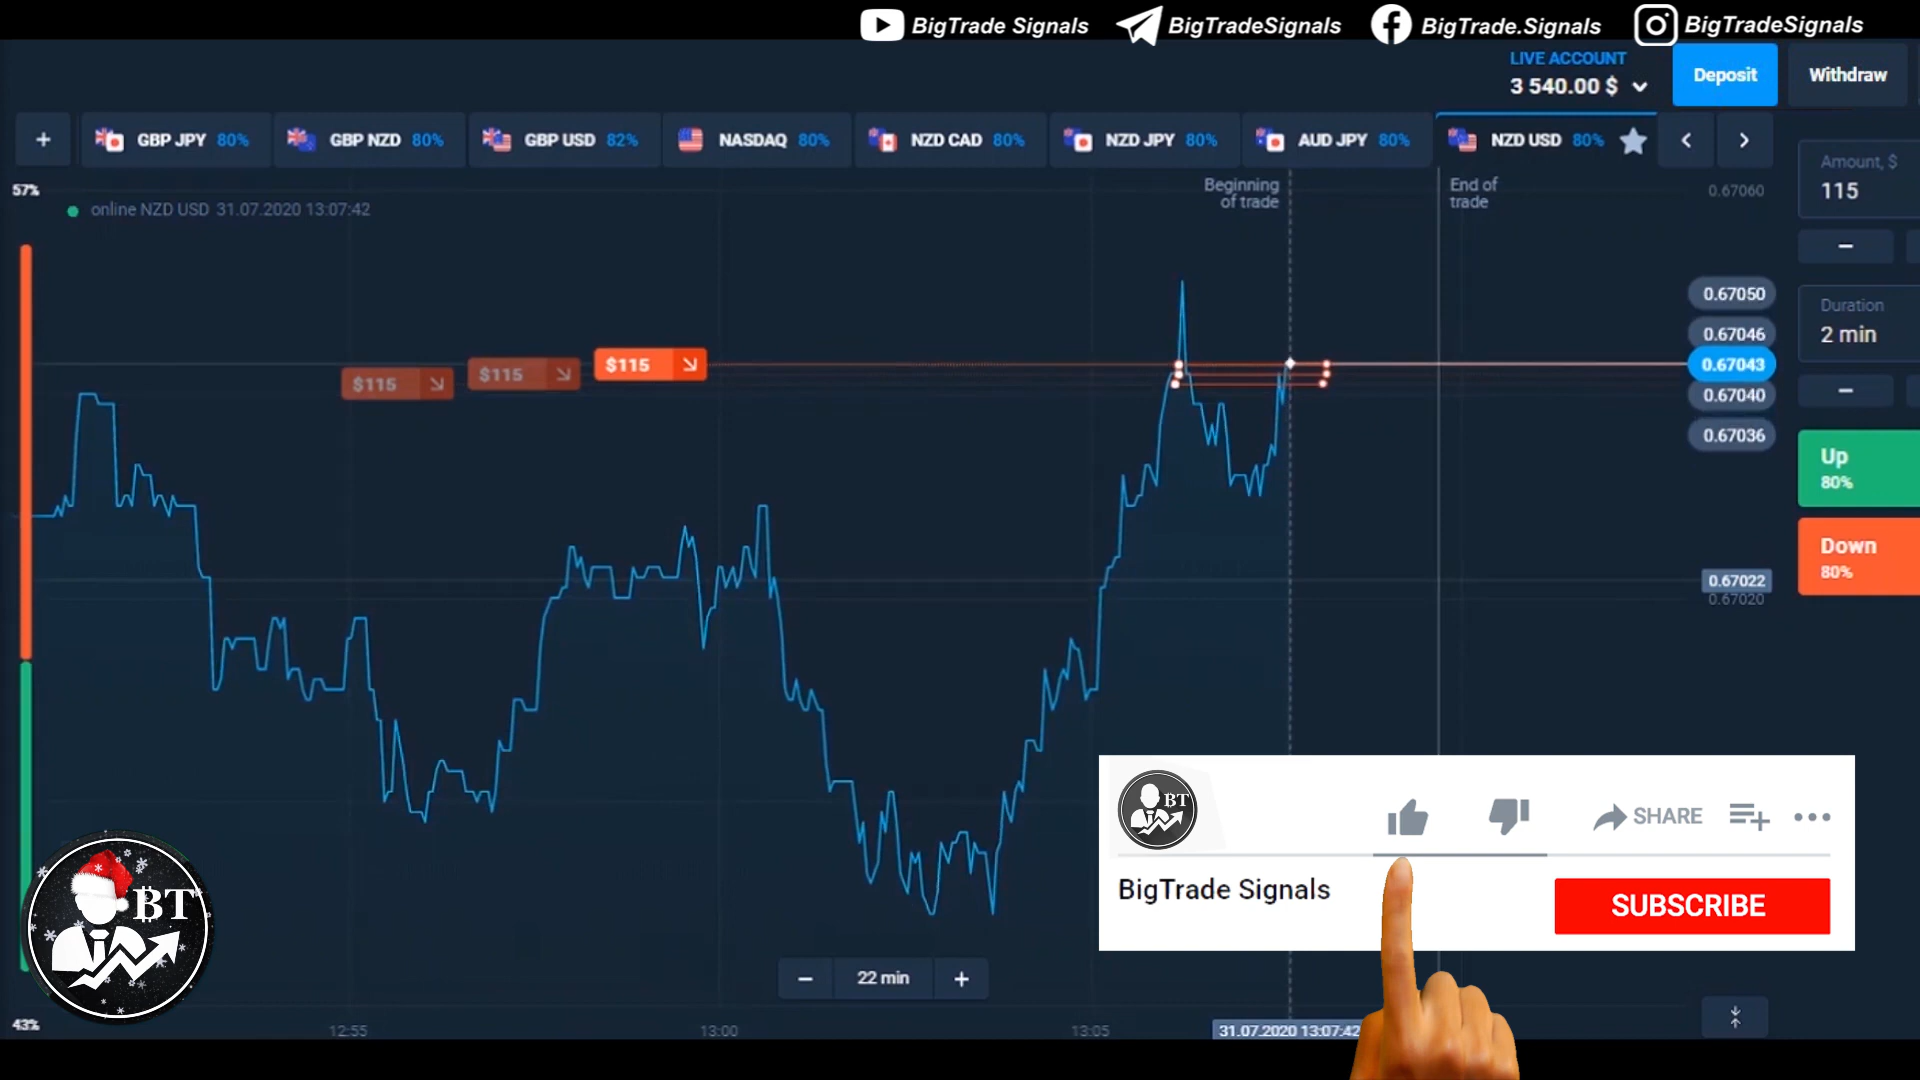 BigTrade Signals
BigTradeSignals
BigTrade.Signals
BigTradeSignals
LIVE ACCOUNT
3 540.00 $
Deposit
Withdraw
+
GBP JPY 80%
GBP NZD 80%
GBP USD 82%
NASDAQ 80%
NZD CAD 80%
NZD JPY 80%
AUD JPY 80%
NZD USD 80%
57%
online NZD USD 31.07.2020 13:07:42
Beginning
of trade
End of
trade
0.67060
Amount, $
115
0.67050
0.67046
0.67043
0.67040
0.67036
Duration
2 min
$115
$115
$115
Up
80%
Down
80%
0.67022
0.67020
BT
SHARE
BigTrade Signals
SUBSCRIBE
BT
− 22 min +
43%
12:55
13:00
13:05
31.07.2020 13:07:42